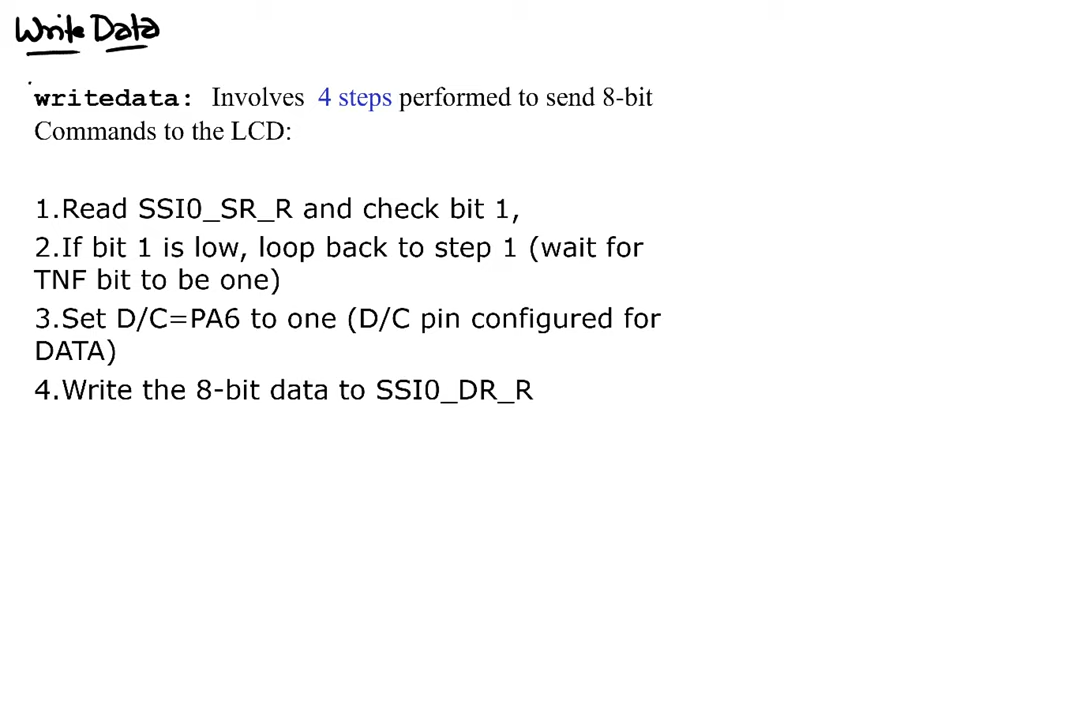 Write Data
writedata: Involves 4 steps performed to send 8-bit
Commands to the LCD:
1.Read SSI0_SR_R and check bit 1,
2.If bit 1 is low, loop back to step 1 (wait for
TNF bit to be one)
3.Set D/C=PA6 to one (D/C pin configured for
DATA)
4.Write the 8-bit data to SSI0_DR_R